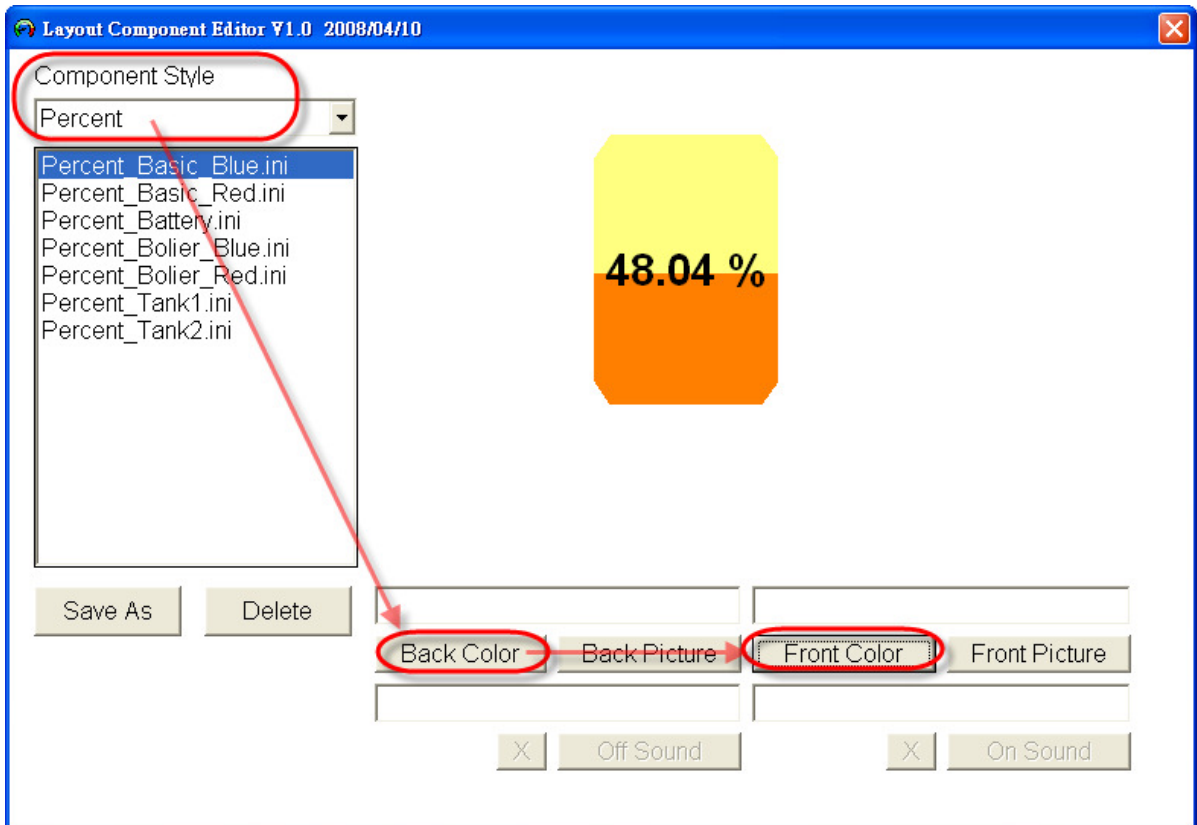 Layout Component Editor V1.0 2008/04/10
Component Style
Percent
Percent_Basic_Blue.ini
Percent_Basic_Red.ini
Percent_Battery.ini
Percent_Bolier_Blue.ini
Percent_Bolier_Red.ini
Percent_Tank1.ini
Percent_Tank2.ini
48.04 %
Save As Delete
Back Color Back Picture Front Color Front Picture
X Off Sound X On Sound